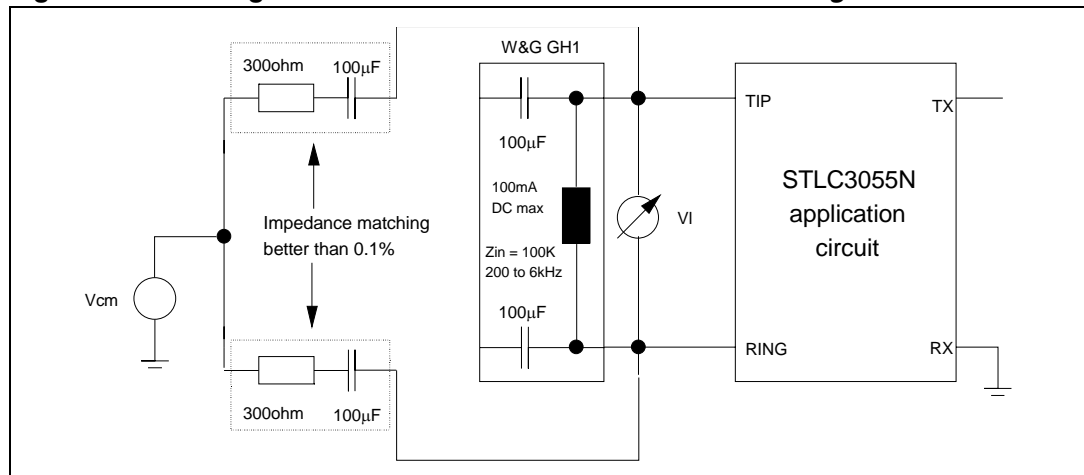 W&G GH1
300ohm
100μF
TIP
TX
100μF
STLC3055N
application
circuit
100mA
DC max
Impedance matching
better than 0.1%
VI
Zin = 100K
200 to 6kHz
Vcm
100μF
RING
RX
300ohm
100μF